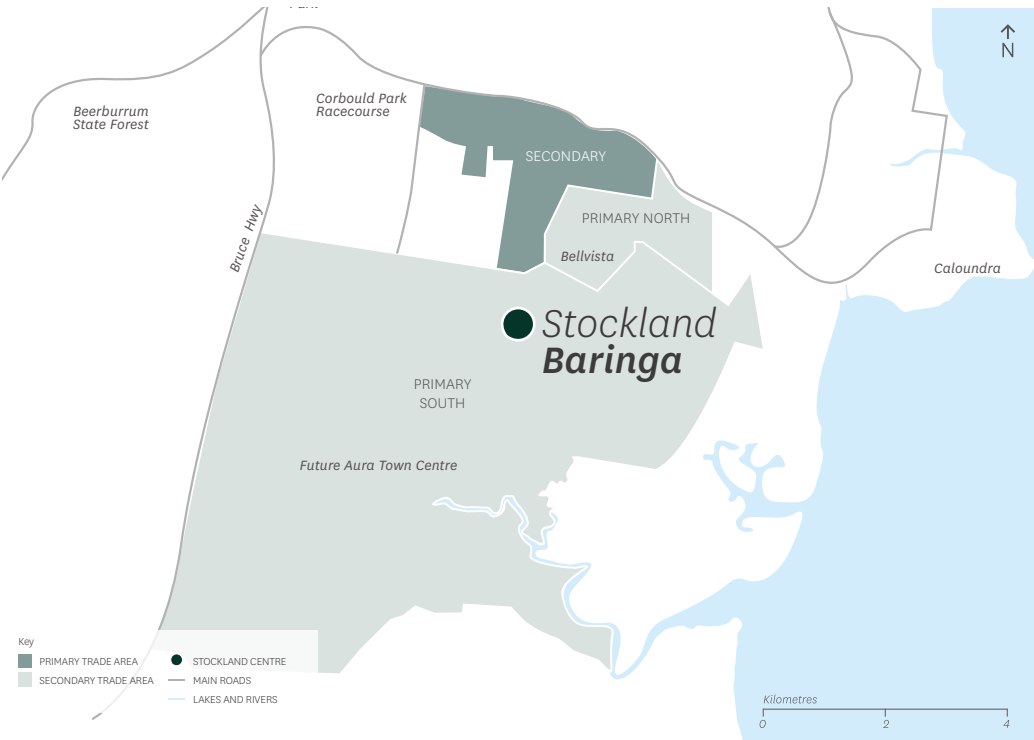 N
Beerburrum
State Forest
Corbould Park
Racecourse
SECONDARY
PRIMARY NORTH
Bruce Hwy
Bellvista
Caloundra
Stockland
Baringa
PRIMARY
SOUTH
Future Aura Town Centre
Key
PRIMARY TRADE AREA
STOCKLAND CENTRE
SECONDARY TRADE AREA
MAIN ROADS
LAKES AND RIVERS
Kilometres
0 2 4